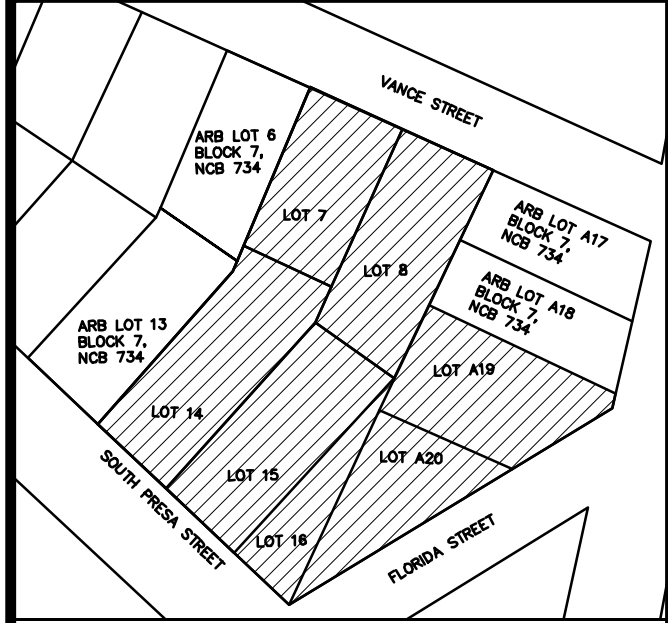 VANCE STREET
ARB LOT 6
BLOCK 7,
NCB 734
LOT 7
LOT 8
ARB LOT A17
BLOCK 7,
NCB 734
ARB LOT A18
BLOCK 7,
NCB 734
ARB LOT 13
BLOCK 7,
NCB 734
LOT A19
LOT 14
LOT 15
LOT A20
LOT 16
SOUTH PRESA STREET
FLORIDA STREET